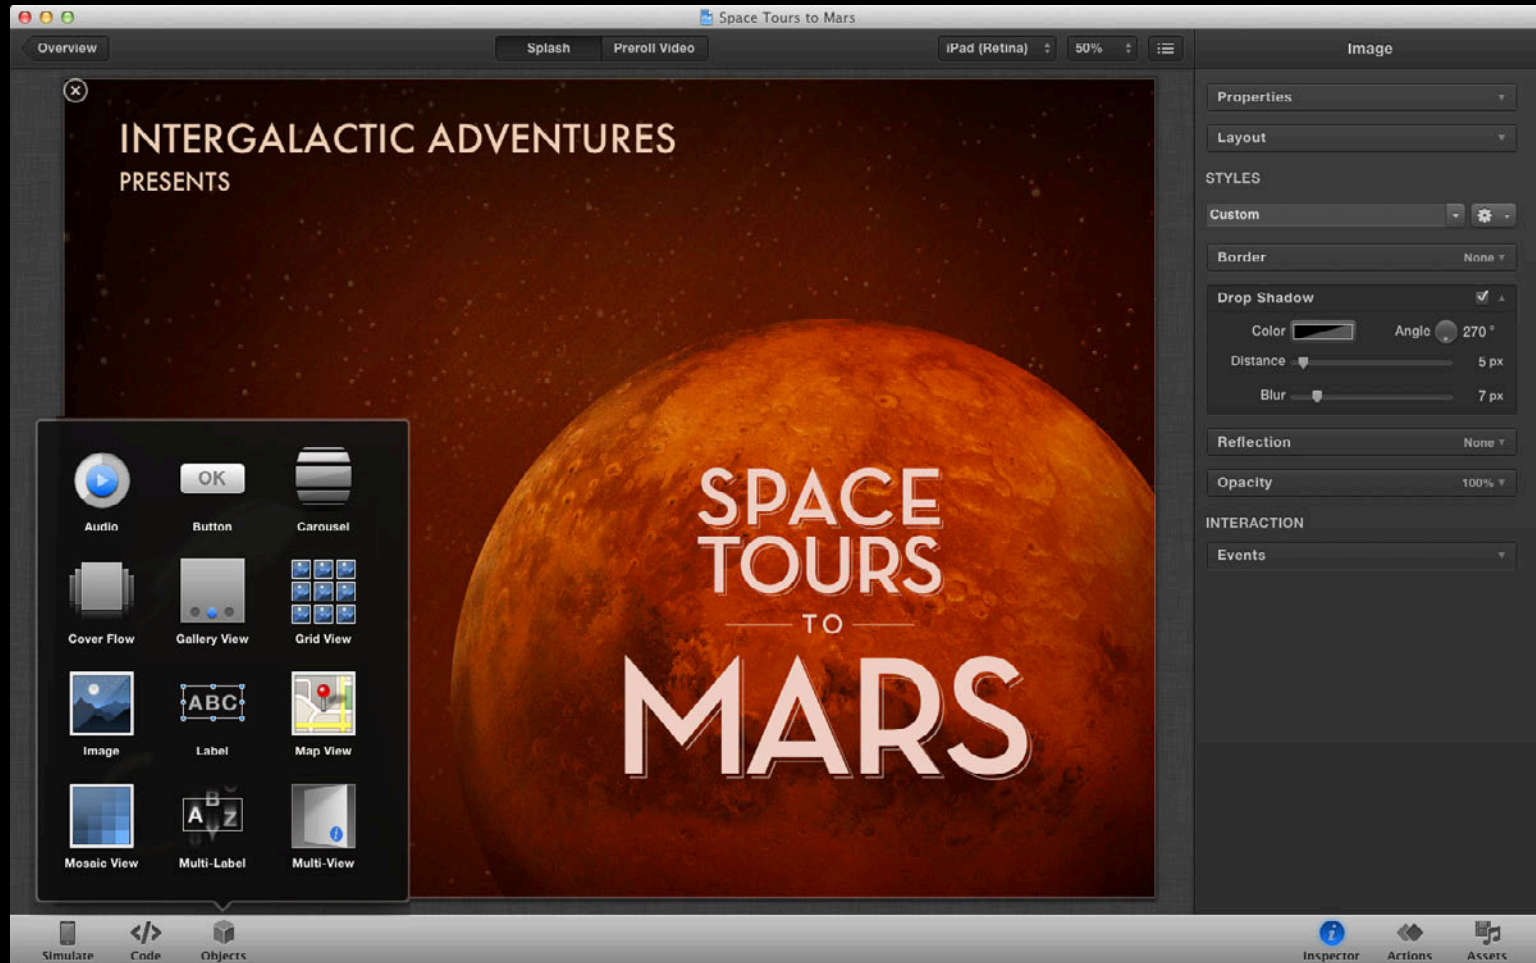 Space Tours to Mars
Overview
Splash
Preroll Video
iPad (Retina)
50%
Image
INTERGALACTIC ADVENTURES
PRESENTS
SPACE
TOURS
TO
MARS
Audio
OK
Button
Carousel
Cover Flow
Gallery View
Grid View
Image
ABC
Label
Map View
Mosaic View
A B Z
Multi-Label
Multi-View
Properties
Layout
STYLES
Custom
Border None
Drop Shadow
Color Angle 270 °
Distance 5 px
Blur 7 px
Reflection None
Opacity 100%
INTERACTION
Events
Simulate
Code
Objects
Inspector
Actions
Assets